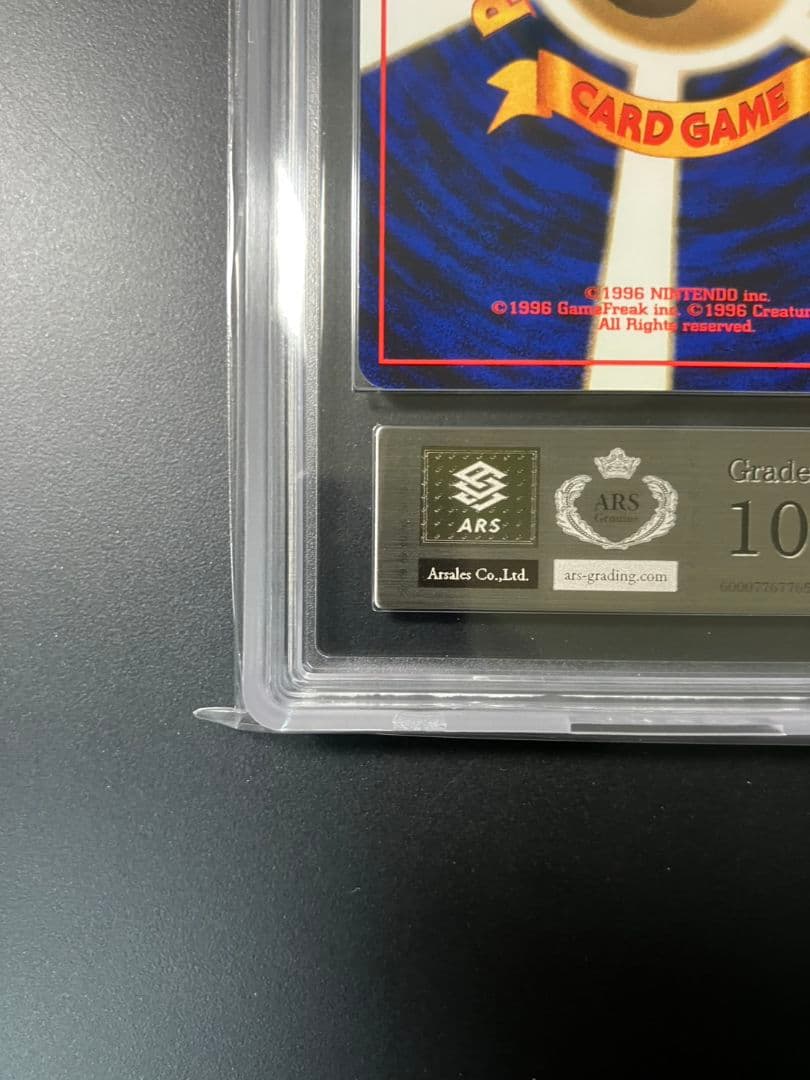 CARD GAME
©1996 NINTENDO inc.
©1996 GameFreak inc. ©1996 Creatur
All Rights reserved.
ARS
ARS
Genuine
Grade
10
Arsales Co.,Ltd.
ars-grading.com